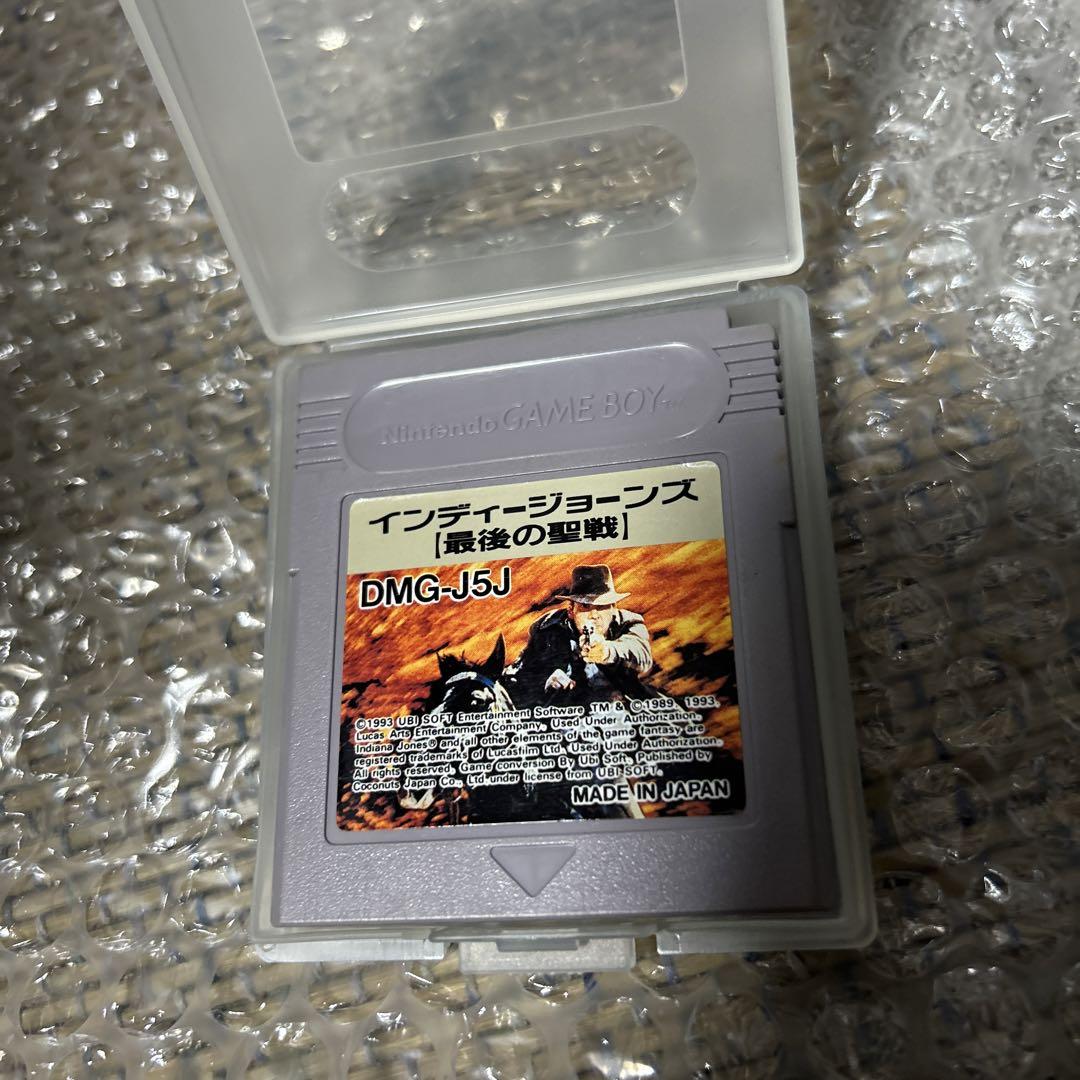 Nintendo GAME BOY TM
インディージョーンズ
【最後の聖戦】
DMG-J5J
©1993 UBI SOFT Entertainment Software TM & ©1989, 1993,
Lucas Arts Entertainment Company. Used Under Authorization.
Indiana Jones® and all other elements of the game fantasy are
registered trademarks of Lucasfilm Ltd. Used Under Authorization.
All rights reserved. Game conversion By Ubi Soft. Published by
Coconuts Japan Co., Ltd. under license from UBI SOFT.
MADE IN JAPAN